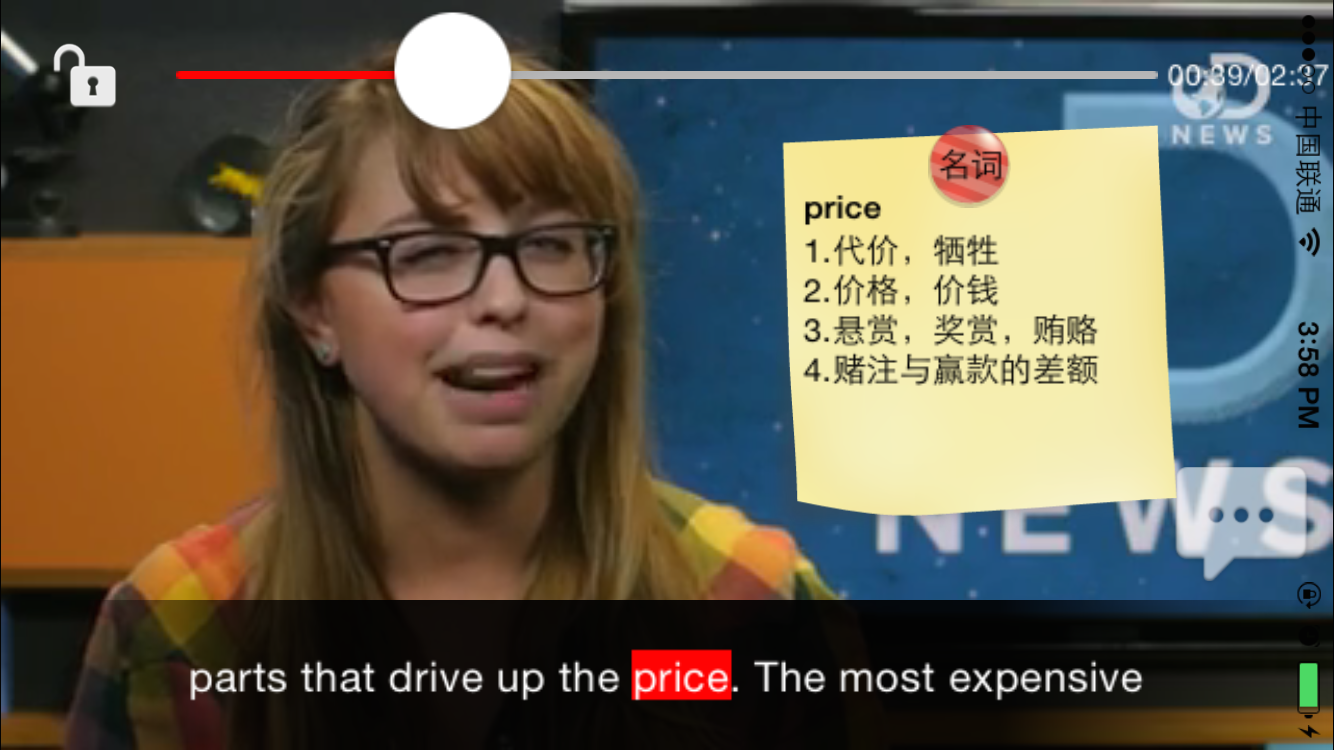 00:39/02:37
D
NEWS
名词
price
1.代价，牺牲
2.价格，价钱
3.悬赏，奖赏，贿赂
4.赌注与赢款的差额
NEWS
parts that drive up the price. The most expensive
中国联通
3:58 PM